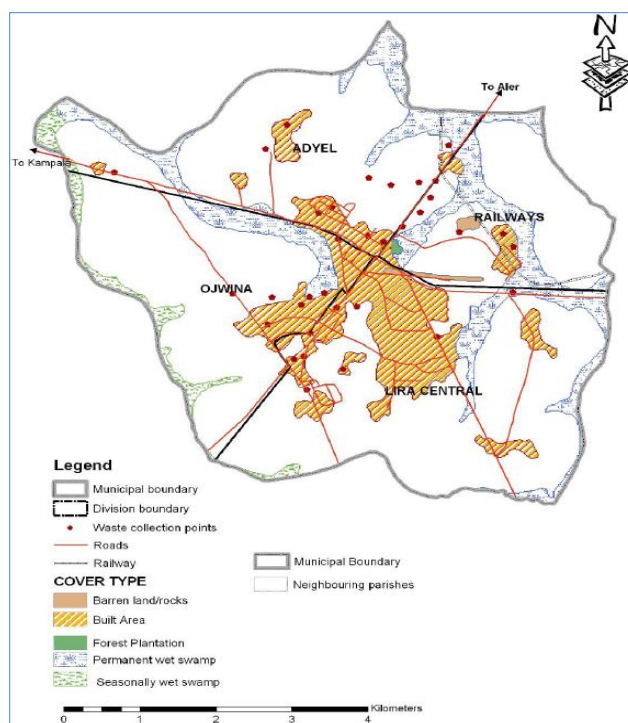 N
To Aler
ADYEL
To Kampala
RAILWAYS
OJWINA
LIRA CENTRAL
Legend
Municipal boundary
Division boundary
Waste collection points
Roads
Railway
Municipal Boundary
Neighbouring parishes
COVER TYPE
Barren land/rocks
Built Area
Forest Plantation
Permanent wet swamp
Seasonally wet swamp
Kilometers
0 1 2 3 4